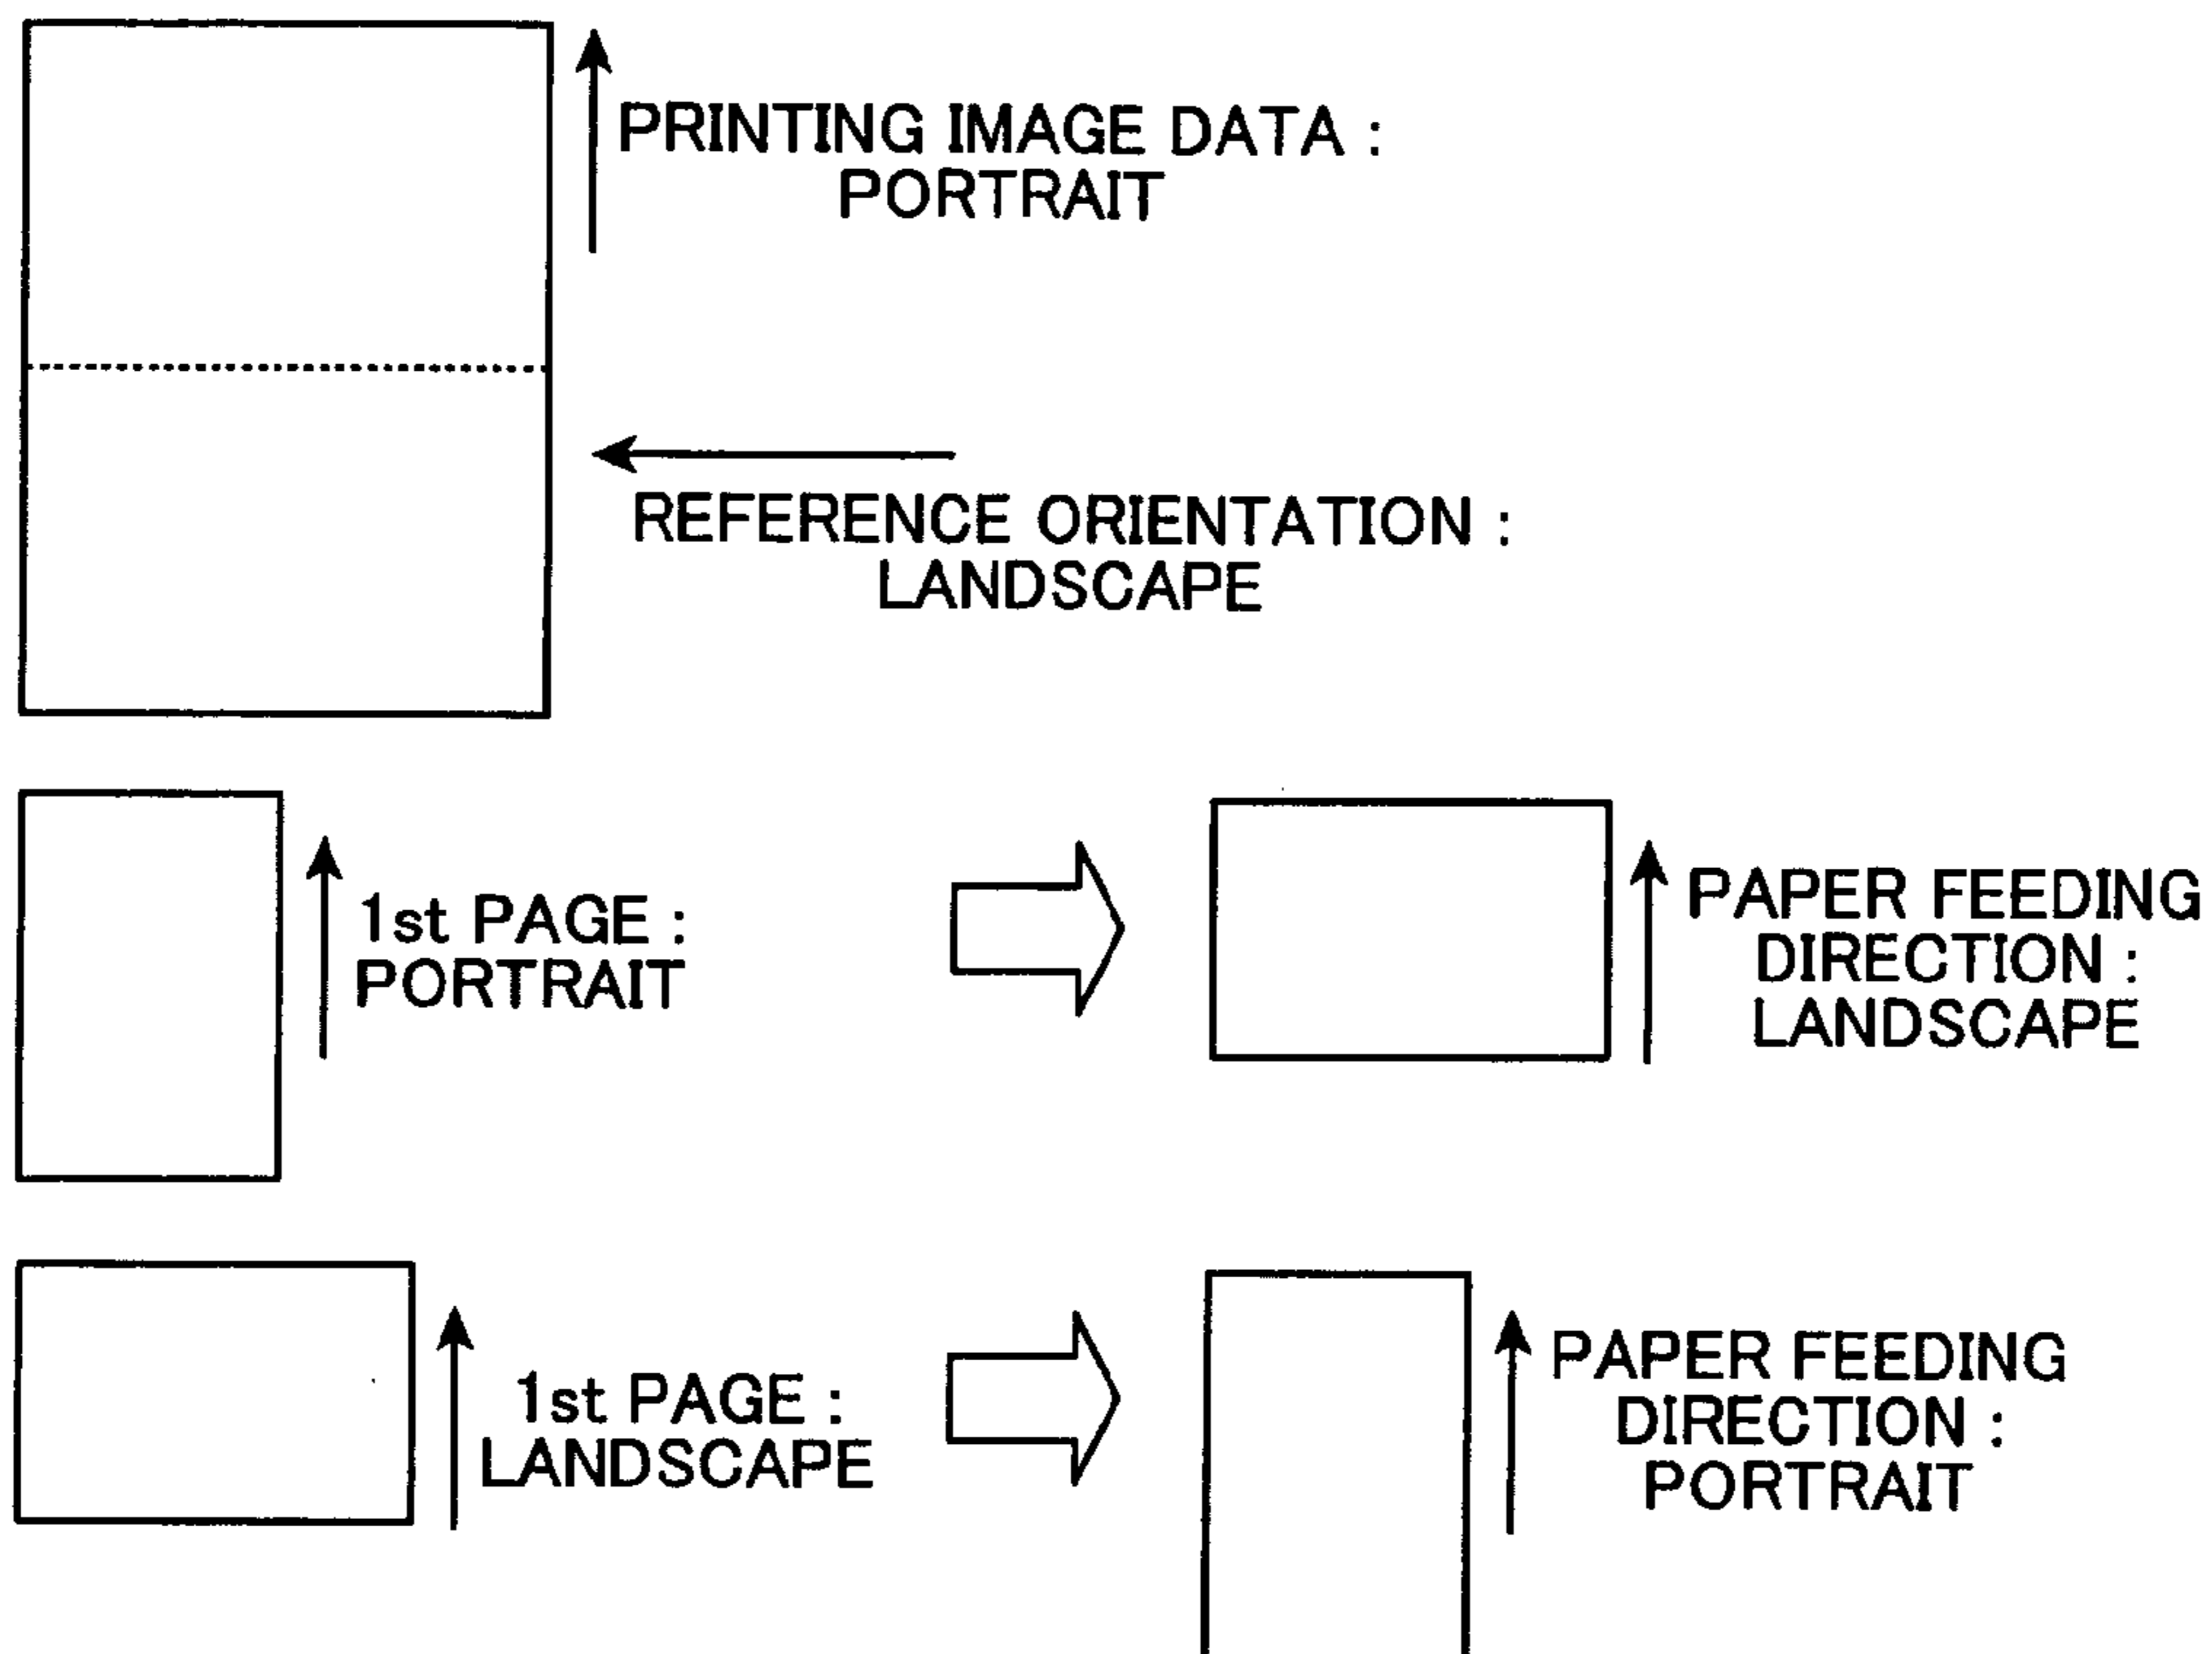 PRINTING IMAGE DATA :
PORTRAIT
REFERENCE ORIENTATION :
LANDSCAPE
1st PAGE :
PORTRAIT
PAPER FEEDING
DIRECTION :
LANDSCAPE
1st PAGE :
LANDSCAPE
PAPER FEEDING
DIRECTION :
PORTRAIT